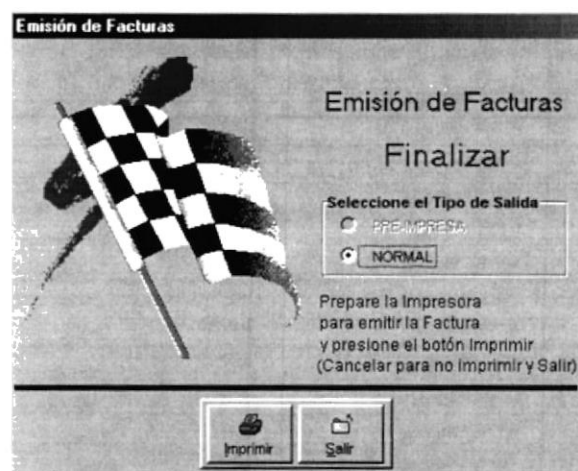 Emisión de Facturas
Emisión de Facturas
Finalizar
Seleccione el Tipo de Salida
PRE-IMPRESA
NORMAL
Prepare la Impresora
para emitir la Factura
y presione el botón Imprimir
(Cancelar para no Imprimir y Salir)
Imprimir
Salir